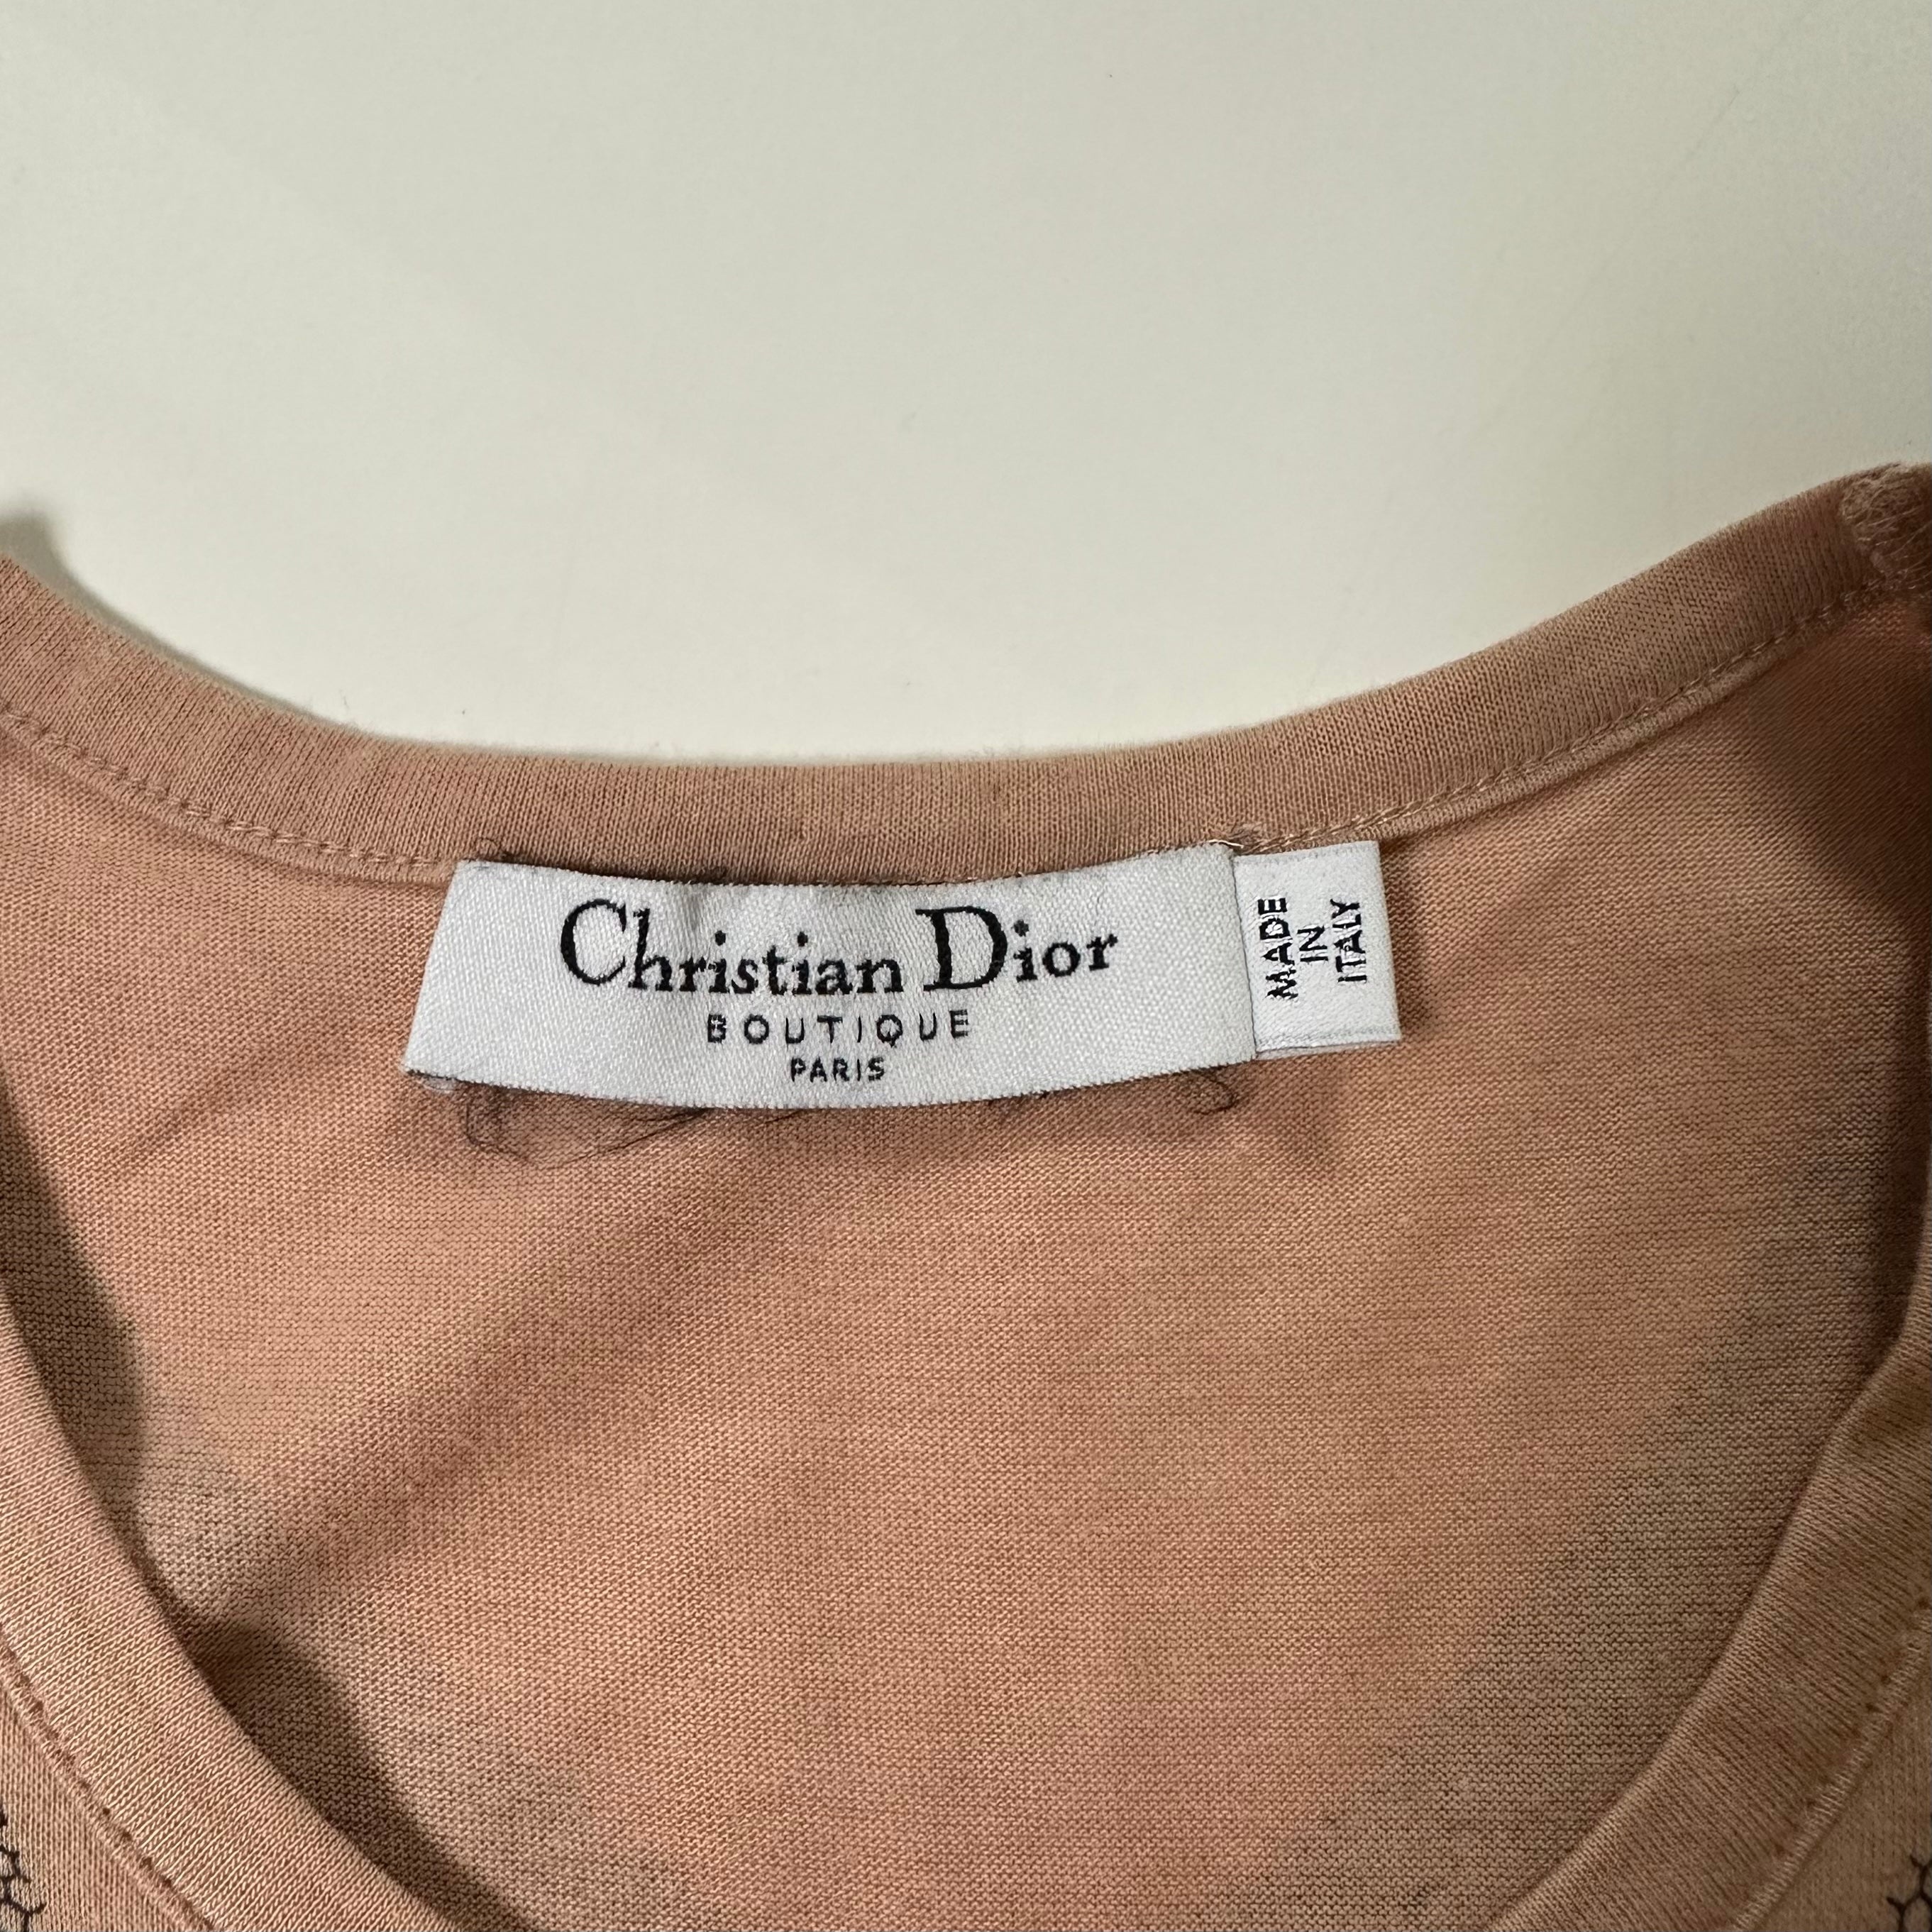 Christian Dior
BOUTIQUE
PARIS
MADE
IN
ITALY